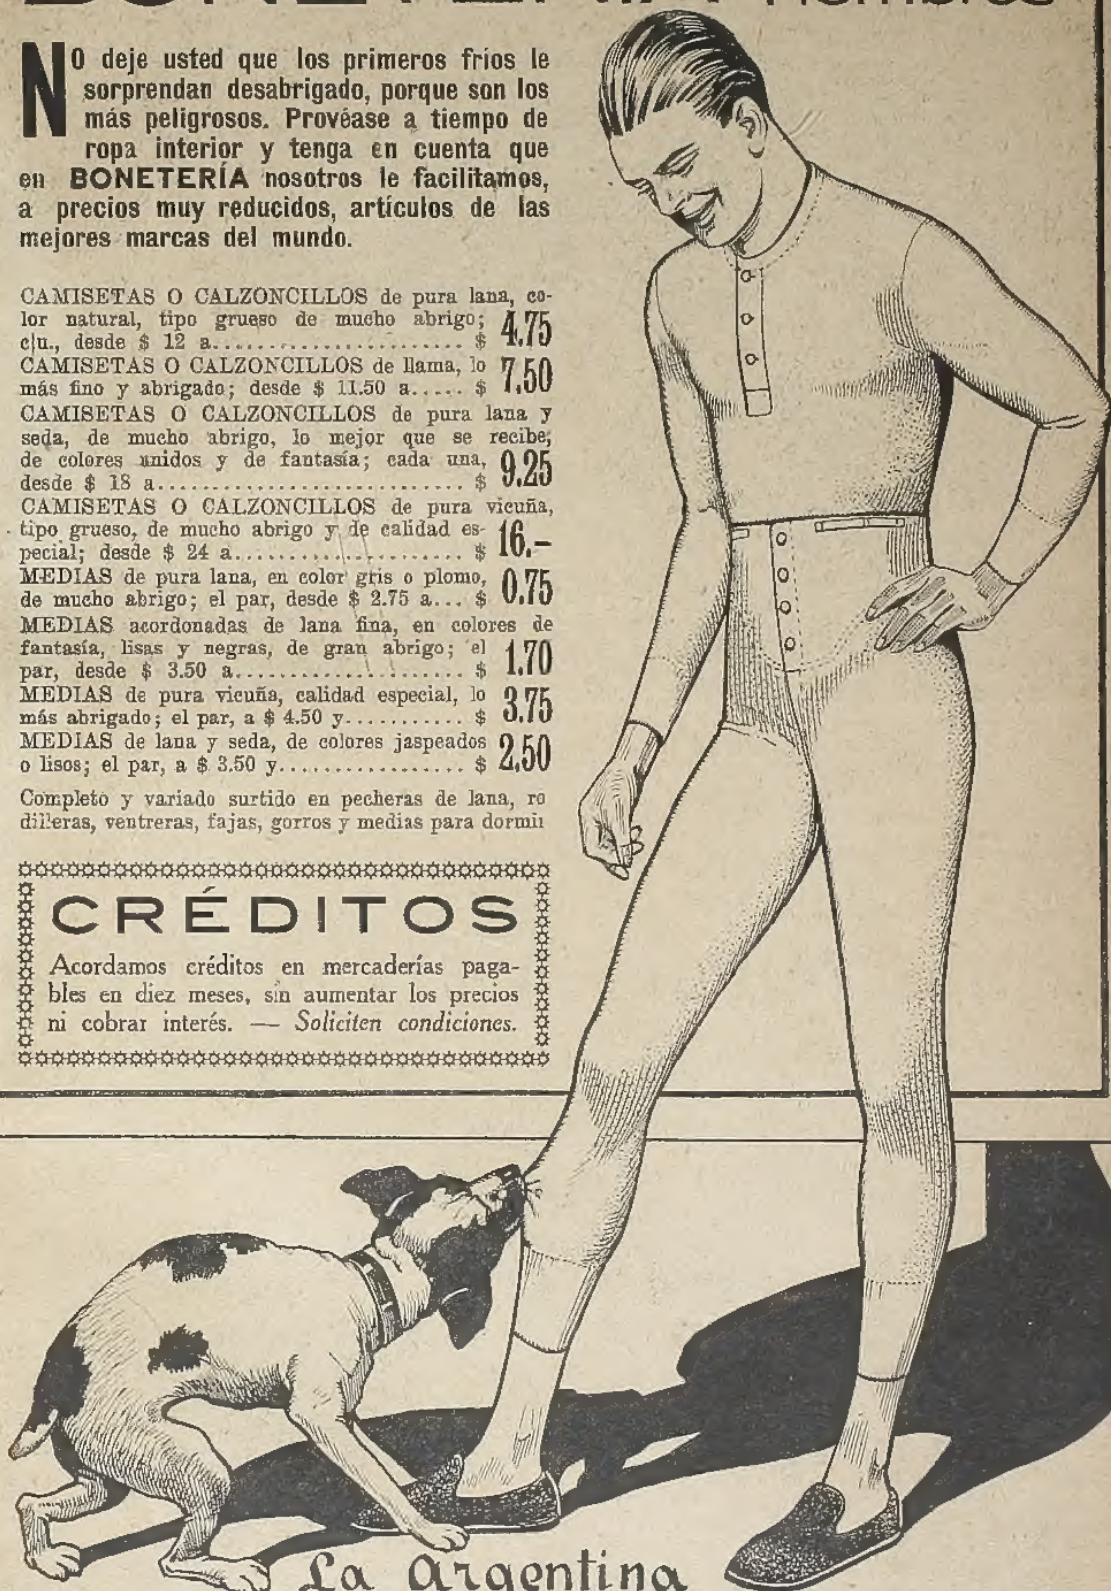 Hombres
NO deje usted que los primeros fríos le
sorprendan desabrigado, porque son los
más peligrosos. Provéase a tiempo de
ropa interior y tenga en cuenta que
en BONETERÍA nosotros le facilitamos,
a precios muy reducidos, artículos de las
mejores marcas del mundo.
CAMISETAS O CALZONCILLOS de pura lana, co-
lor natural, tipo grueso de mucho abrigo;
c|u., desde $ 12 a........................ $ 4.75
CAMISETAS O CALZONCILLOS de llama, lo
más fino y abrigado; desde $ 11.50 a..... $ 7.50
CAMISETAS O CALZONCILLOS de pura lana y
seda, de mucho abrigo, lo mejor que se recibe,
de colores unidos y de fantasía; cada una,
desde $ 18 a............................. $ 9.25
CAMISETAS O CALZONCILLOS de pura vicuña,
tipo grueso, de mucho abrigo y de calidad es-
pecial; desde $ 24 a...................... $ 16.-
MEDIAS de pura lana, en color gris o plomo,
de mucho abrigo; el par, desde $ 2.75 a... $ 0.75
MEDIAS acordonadas de lana fina, en colores de
fantasía, lisas y negras, de gran abrigo; el
par, desde $ 3.50 a...................... $ 1.70
MEDIAS de pura vicuña, calidad especial, lo
más abrigado; el par, a $ 4.50 y........... $ 3.75
MEDIAS de lana y seda, de colores jaspeados
o lisos; el par, a $ 3.50 y................. $ 2.50
Completo y variado surtido en pecheras de lana, ro
dilleras, ventreras, fajas, gorros y medias para dormir
CRÉDITOS
Acordamos créditos en mercaderías paga-
bles en diez meses, sin aumentar los precios
ni cobrar interés. — Soliciten condiciones.
La Argentina